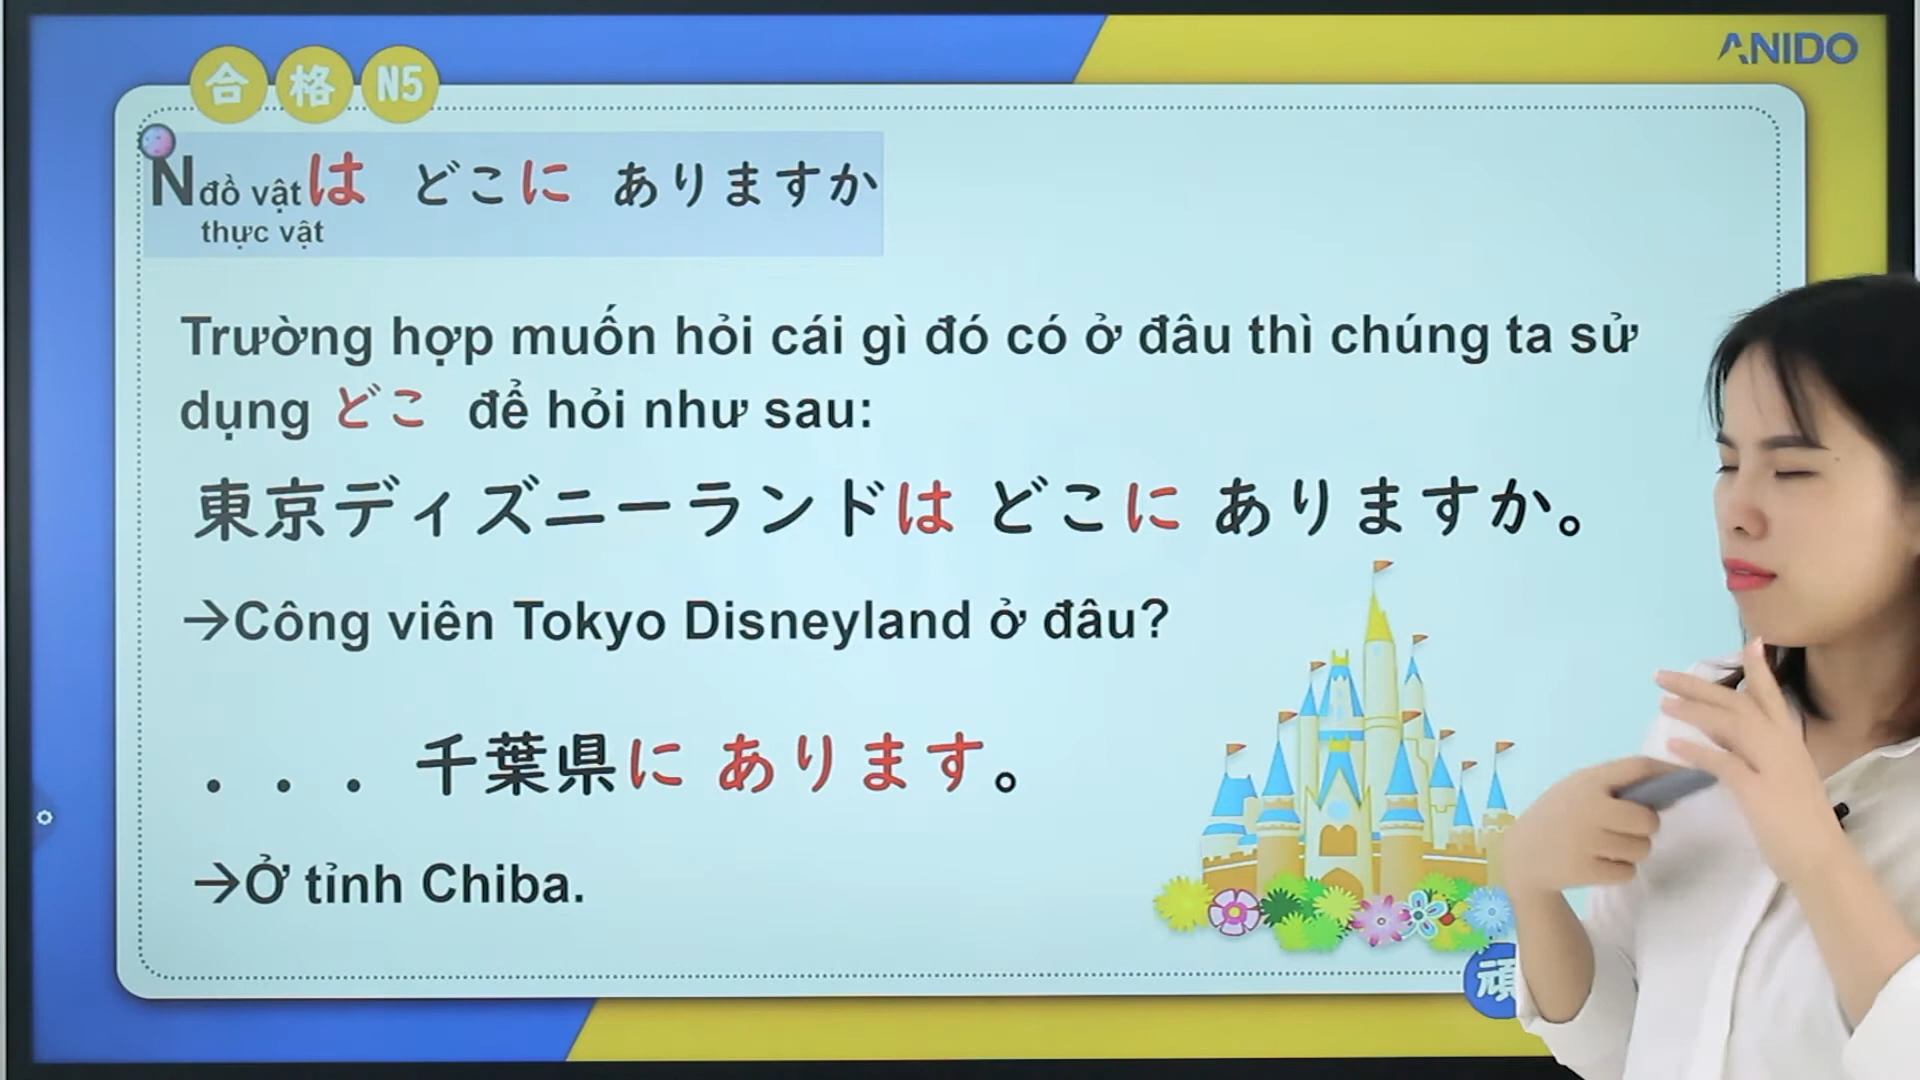 ANIDO
合格N5
Nđồ vậtは どこに ありますか
thực vật
Trường hợp muốn hỏi cái gì đó có ở đâu thì chúng ta sử
dụng どこ để hỏi như sau:
東京ディズニーランドは どこに ありますか。
→Công viên Tokyo Disneyland ở đâu?
. . . 千葉県に あります。
→Ở tỉnh Chiba.
頑